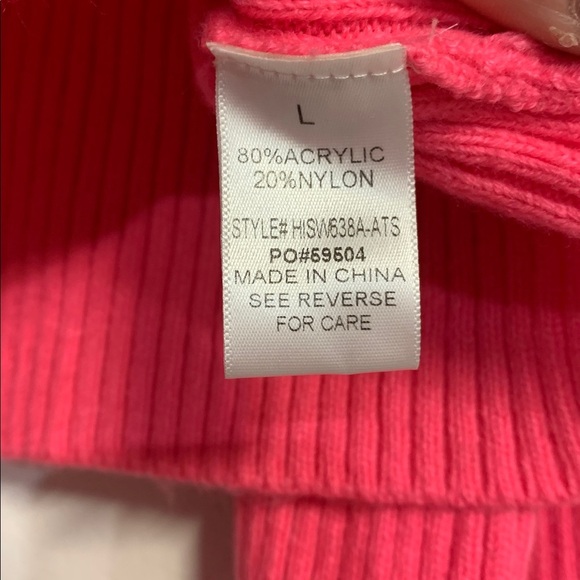 L
80%ACRYLIC
20%NYLON
STYLE# HISW638A-ATS
PO#59504
MADE IN CHINA
SEE REVERSE
FOR CARE